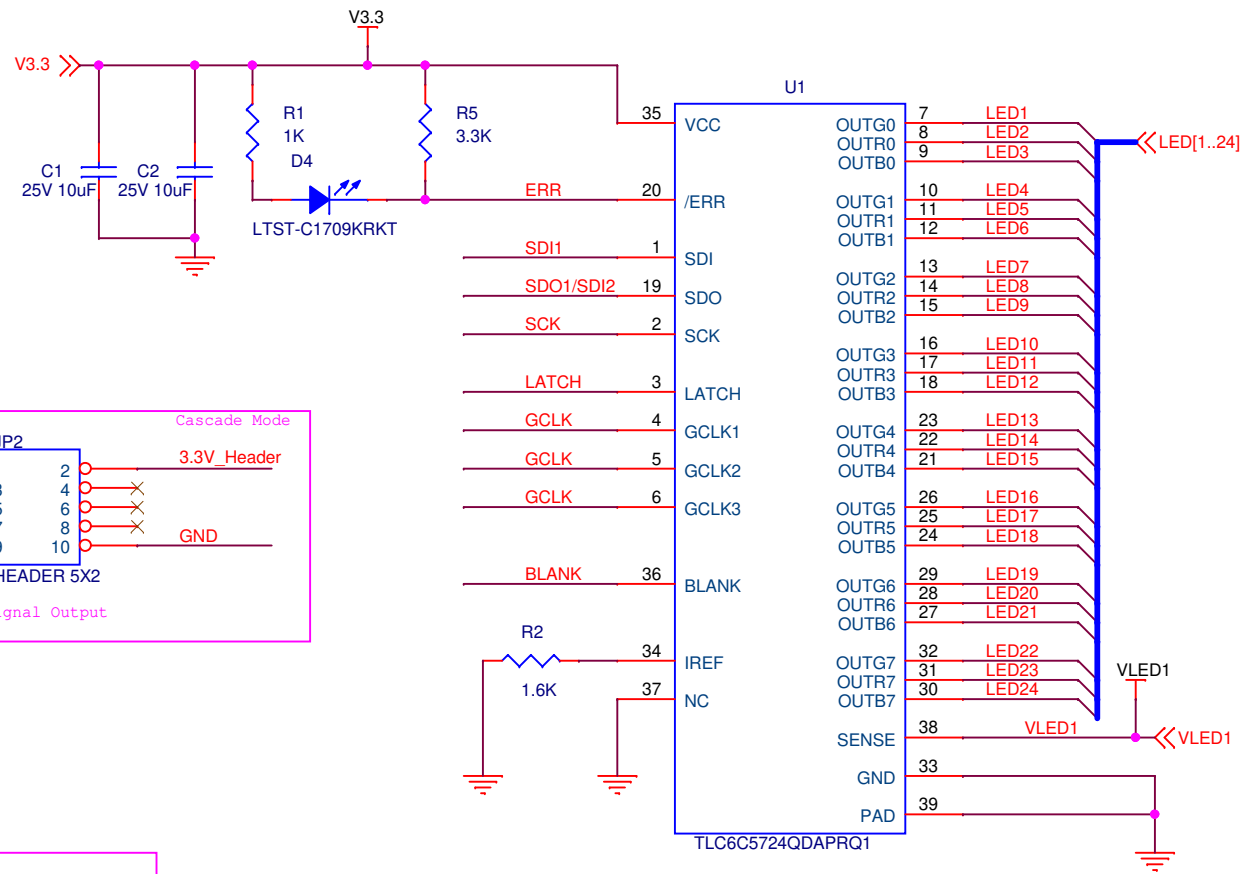 V3.3
V3.3
R1
1K
R5
3.3K
D4
LTST-C1709KRKT
C1
25V 10uF
C2
25V 10uF
U1
35 VCC
ERR 20 /ERR
SDI1 1 SDI
SDO1/SDI2 19 SDO
SCK 2 SCK
LATCH 3 LATCH
GCLK 4 GCLK1
GCLK 5 GCLK2
GCLK 6 GCLK3
BLANK 36 BLANK
R2
1.6K
34 IREF
37 NC
OUTG0 7 LED1
OUTR0 8 LED2
OUTB0 9 LED3
OUTG1 10 LED4
OUTR1 11 LED5
OUTB1 12 LED6
OUTG2 13 LED7
OUTR2 14 LED8
OUTB2 15 LED9
OUTG3 16 LED10
OUTR3 17 LED11
OUTB3 18 LED12
OUTG4 23 LED13
OUTR4 22 LED14
OUTB4 21 LED15
OUTG5 26 LED16
OUTR5 25 LED17
OUTB5 24 LED18
OUTG6 29 LED19
OUTR6 28 LED20
OUTB6 27 LED21
OUTG7 32 LED22
OUTR7 31 LED23
OUTB7 30 LED24
LED[1..24]
VLED1
SENSE 38 VLED1 VLED1
GND 33
PAD 39
TLC6C5724QDAPRQ1
Cascade Mode
2 3.3V_Header
4
6
8
10 GND
HEADER 5X2
Output